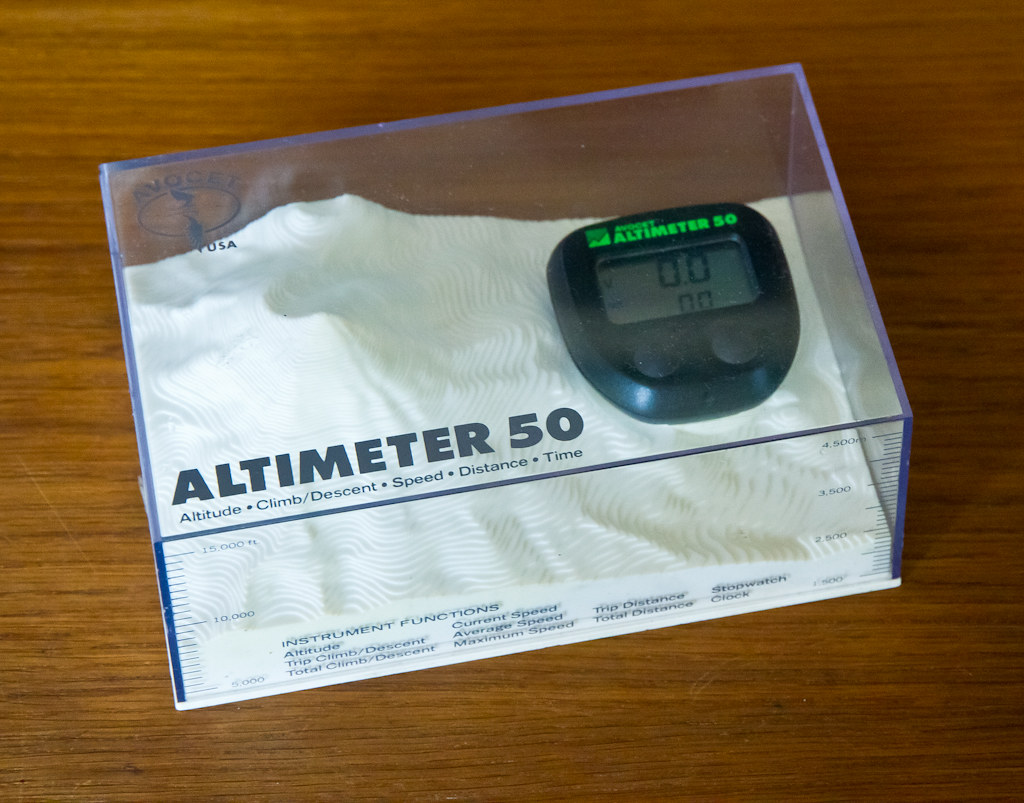 AVOCET
USA
AVOCET
ALTIMETER 50
0.0
0.0
ALTIMETER 50
Altitude • Climb/Descent • Speed • Distance • Time
15,000 ft
10,000
5,000
4,500m
3,500
2,500
1,500
INSTRUMENT FUNCTIONS
Altitude
Trip Climb/Descent
Total Climb/Descent
Current Speed
Average Speed
Maximum Speed
Trip Distance
Total Distance
Stopwatch
Clock